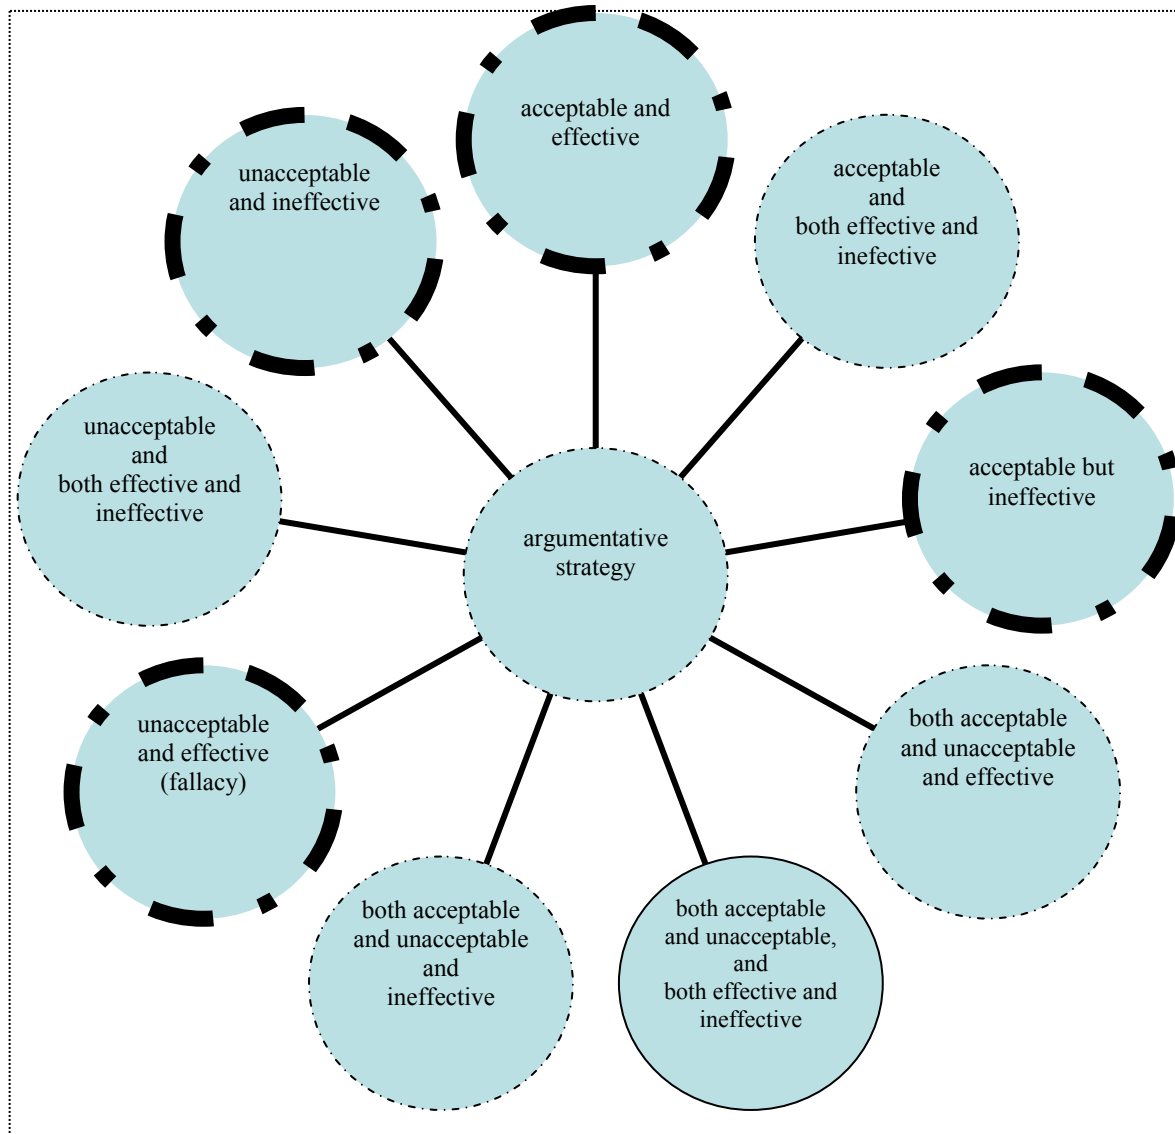 acceptable and
effective
acceptable
and
both effective and
inefective
acceptable but
ineffective
both acceptable
and unacceptable
and effective
both acceptable
and unacceptable,
and
both effective and
ineffective
both acceptable
and unacceptable
and
ineffective
unacceptable
and effective
(fallacy)
unacceptable
and
both effective and
ineffective
unacceptable
and ineffective
argumentative
strategy